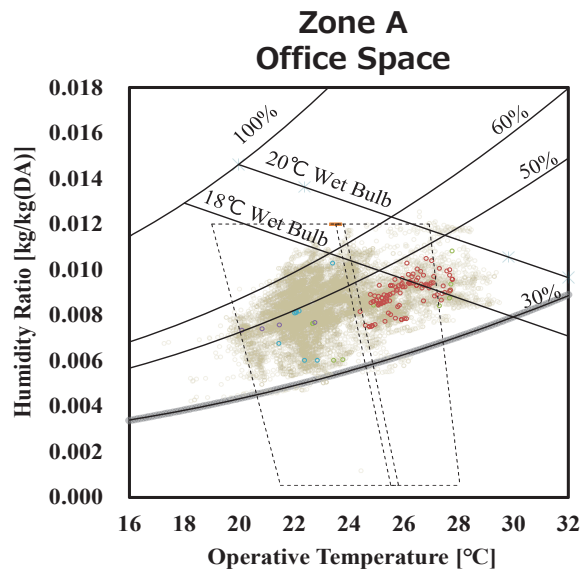 Zone A
Office Space
Humidity Ratio [kg/kg(DA)]
0.018
0.016
0.014
0.012
0.010
0.008
0.006
0.004
0.002
0.000
100%
60%
50%
30%
20℃ Wet Bulb
18℃ Wet Bulb
16 18 20 22 24 26 28 30 32
Operative Temperature [°C]